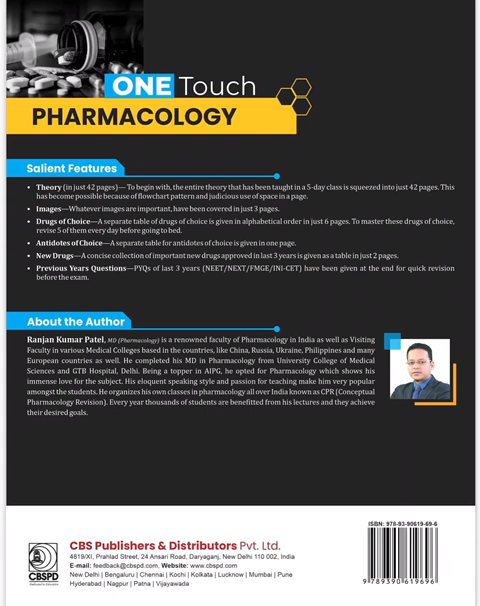 ONE Touch
PHARMACOLOGY
Salient Features
• Theory (in just 42 pages)— To begin with, the entire theory that has been taught in a 5-day class is squeezed into just 42 pages. This
has become possible because of flowchart pattern and judicious use of space in a page.
• Images—Whatever images are important, have been covered in just 3 pages.
• Drugs of Choice—A separate table of drugs of choice is given in alphabetical order in just 6 pages. To master these drugs of choice,
revise 5 of them every day before going to bed.
• Antidotes of Choice—A separate table for antidotes of choice is given in one page.
• New Drugs—A concise collection of important new drugs approved in last 3 years is given as a table in just 2 pages.
• Previous Years Questions—PYQs of last 3 years (NEET/NEXT/FMGE/INI-CET) have been given at the end for quick revision
before the exam.
About the Author
Ranjan Kumar Patel, MD (Pharmacology) is a renowned faculty of Pharmacology in India as well as Visiting
Faculty in various Medical Colleges based in the countries, like China, Russia, Ukraine, Philippines and many
European countries as well. He completed his MD in Pharmacology from University College of Medical
Sciences and GTB Hospital, Delhi. Being a topper in AIPG, he opted for Pharmacology which shows his
immense love for the subject. His eloquent speaking style and passion for teaching make him very popular
amongst the students. He organizes his own classes in pharmacology all over India known as CPR (Conceptual
Pharmacology Revision). Every year thousands of students are benefitted from his lectures and they achieve
their desired goals.
CBSPD
CBS Publishers & Distributors Pvt. Ltd.
4819/XI, Prahlad Street, 24 Ansari Road, Daryaganj, New Delhi 110 002, India
E-mail: feedback@cbspd.com, Website: www.cbspd.com
New Delhi | Bengaluru | Chennai | Kochi | Kolkata | Lucknow | Mumbai | Pune
Hyderabad | Nagpur | Patna | Vijayawada
ISBN: 978-93-90619-69-6
9 789390 619696